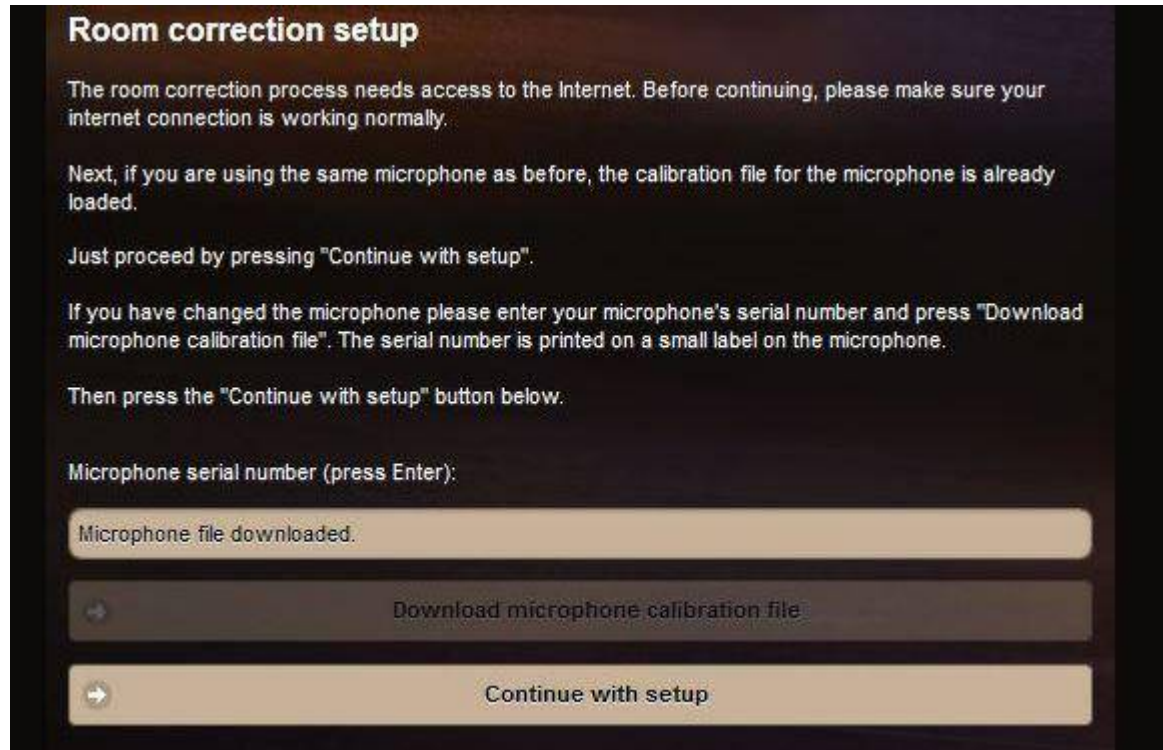 Room correction setup
The room correction process needs access to the Internet. Before continuing, please make sure your
internet connection is working normally.
Next, if you are using the same microphone as before, the calibration file for the microphone is already
loaded.
Just proceed by pressing "Continue with setup".
If you have changed the microphone please enter your microphone's serial number and press "Download
microphone calibration file". The serial number is printed on a small label on the microphone.
Then press the "Continue with setup" button below.
Microphone serial number (press Enter):
Microphone file downloaded.
Download microphone calibration file
Continue with setup